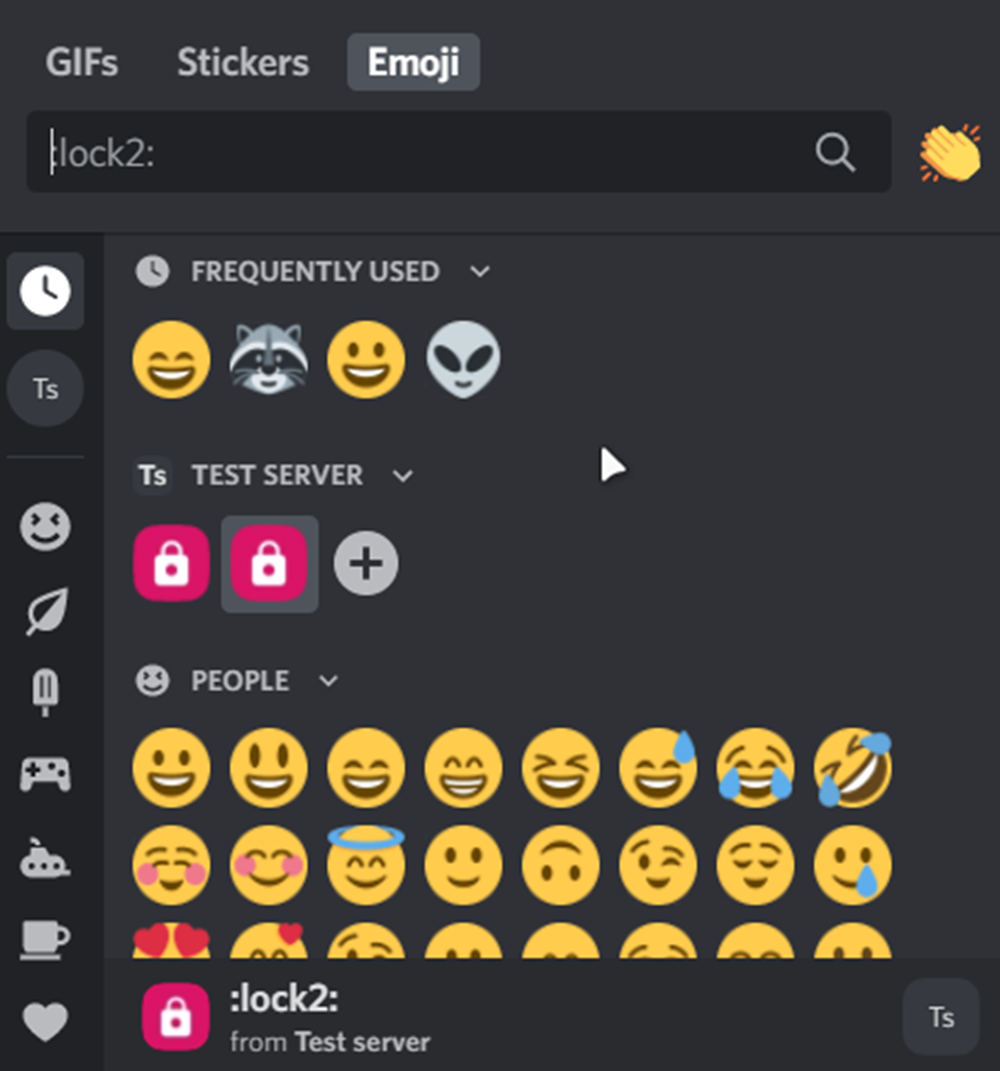 GIFs Stickers Emoji
:lock2:
FREQUENTLY USED
Ts
Ts TEST SERVER
PEOPLE
:lock2:
from Test server
Ts